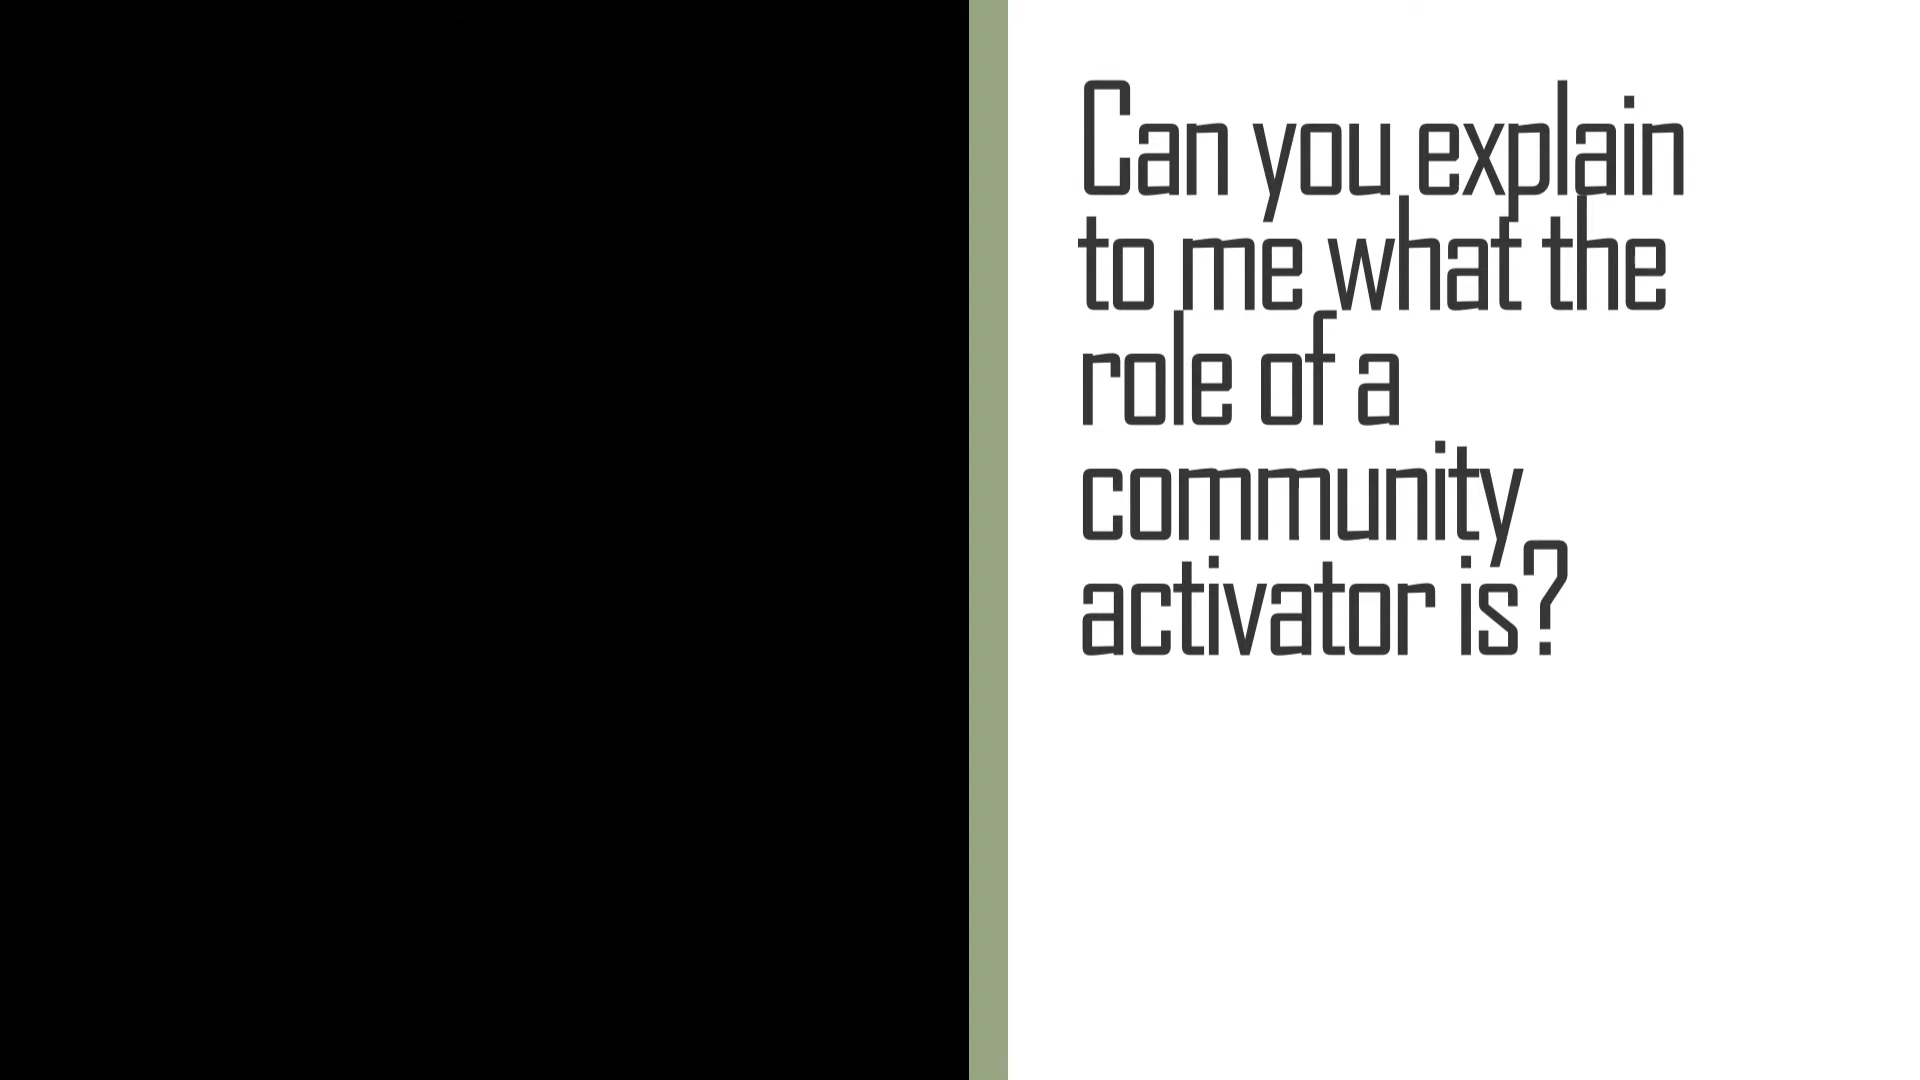 Can you explain
to me what the
role of a
community
activator is?